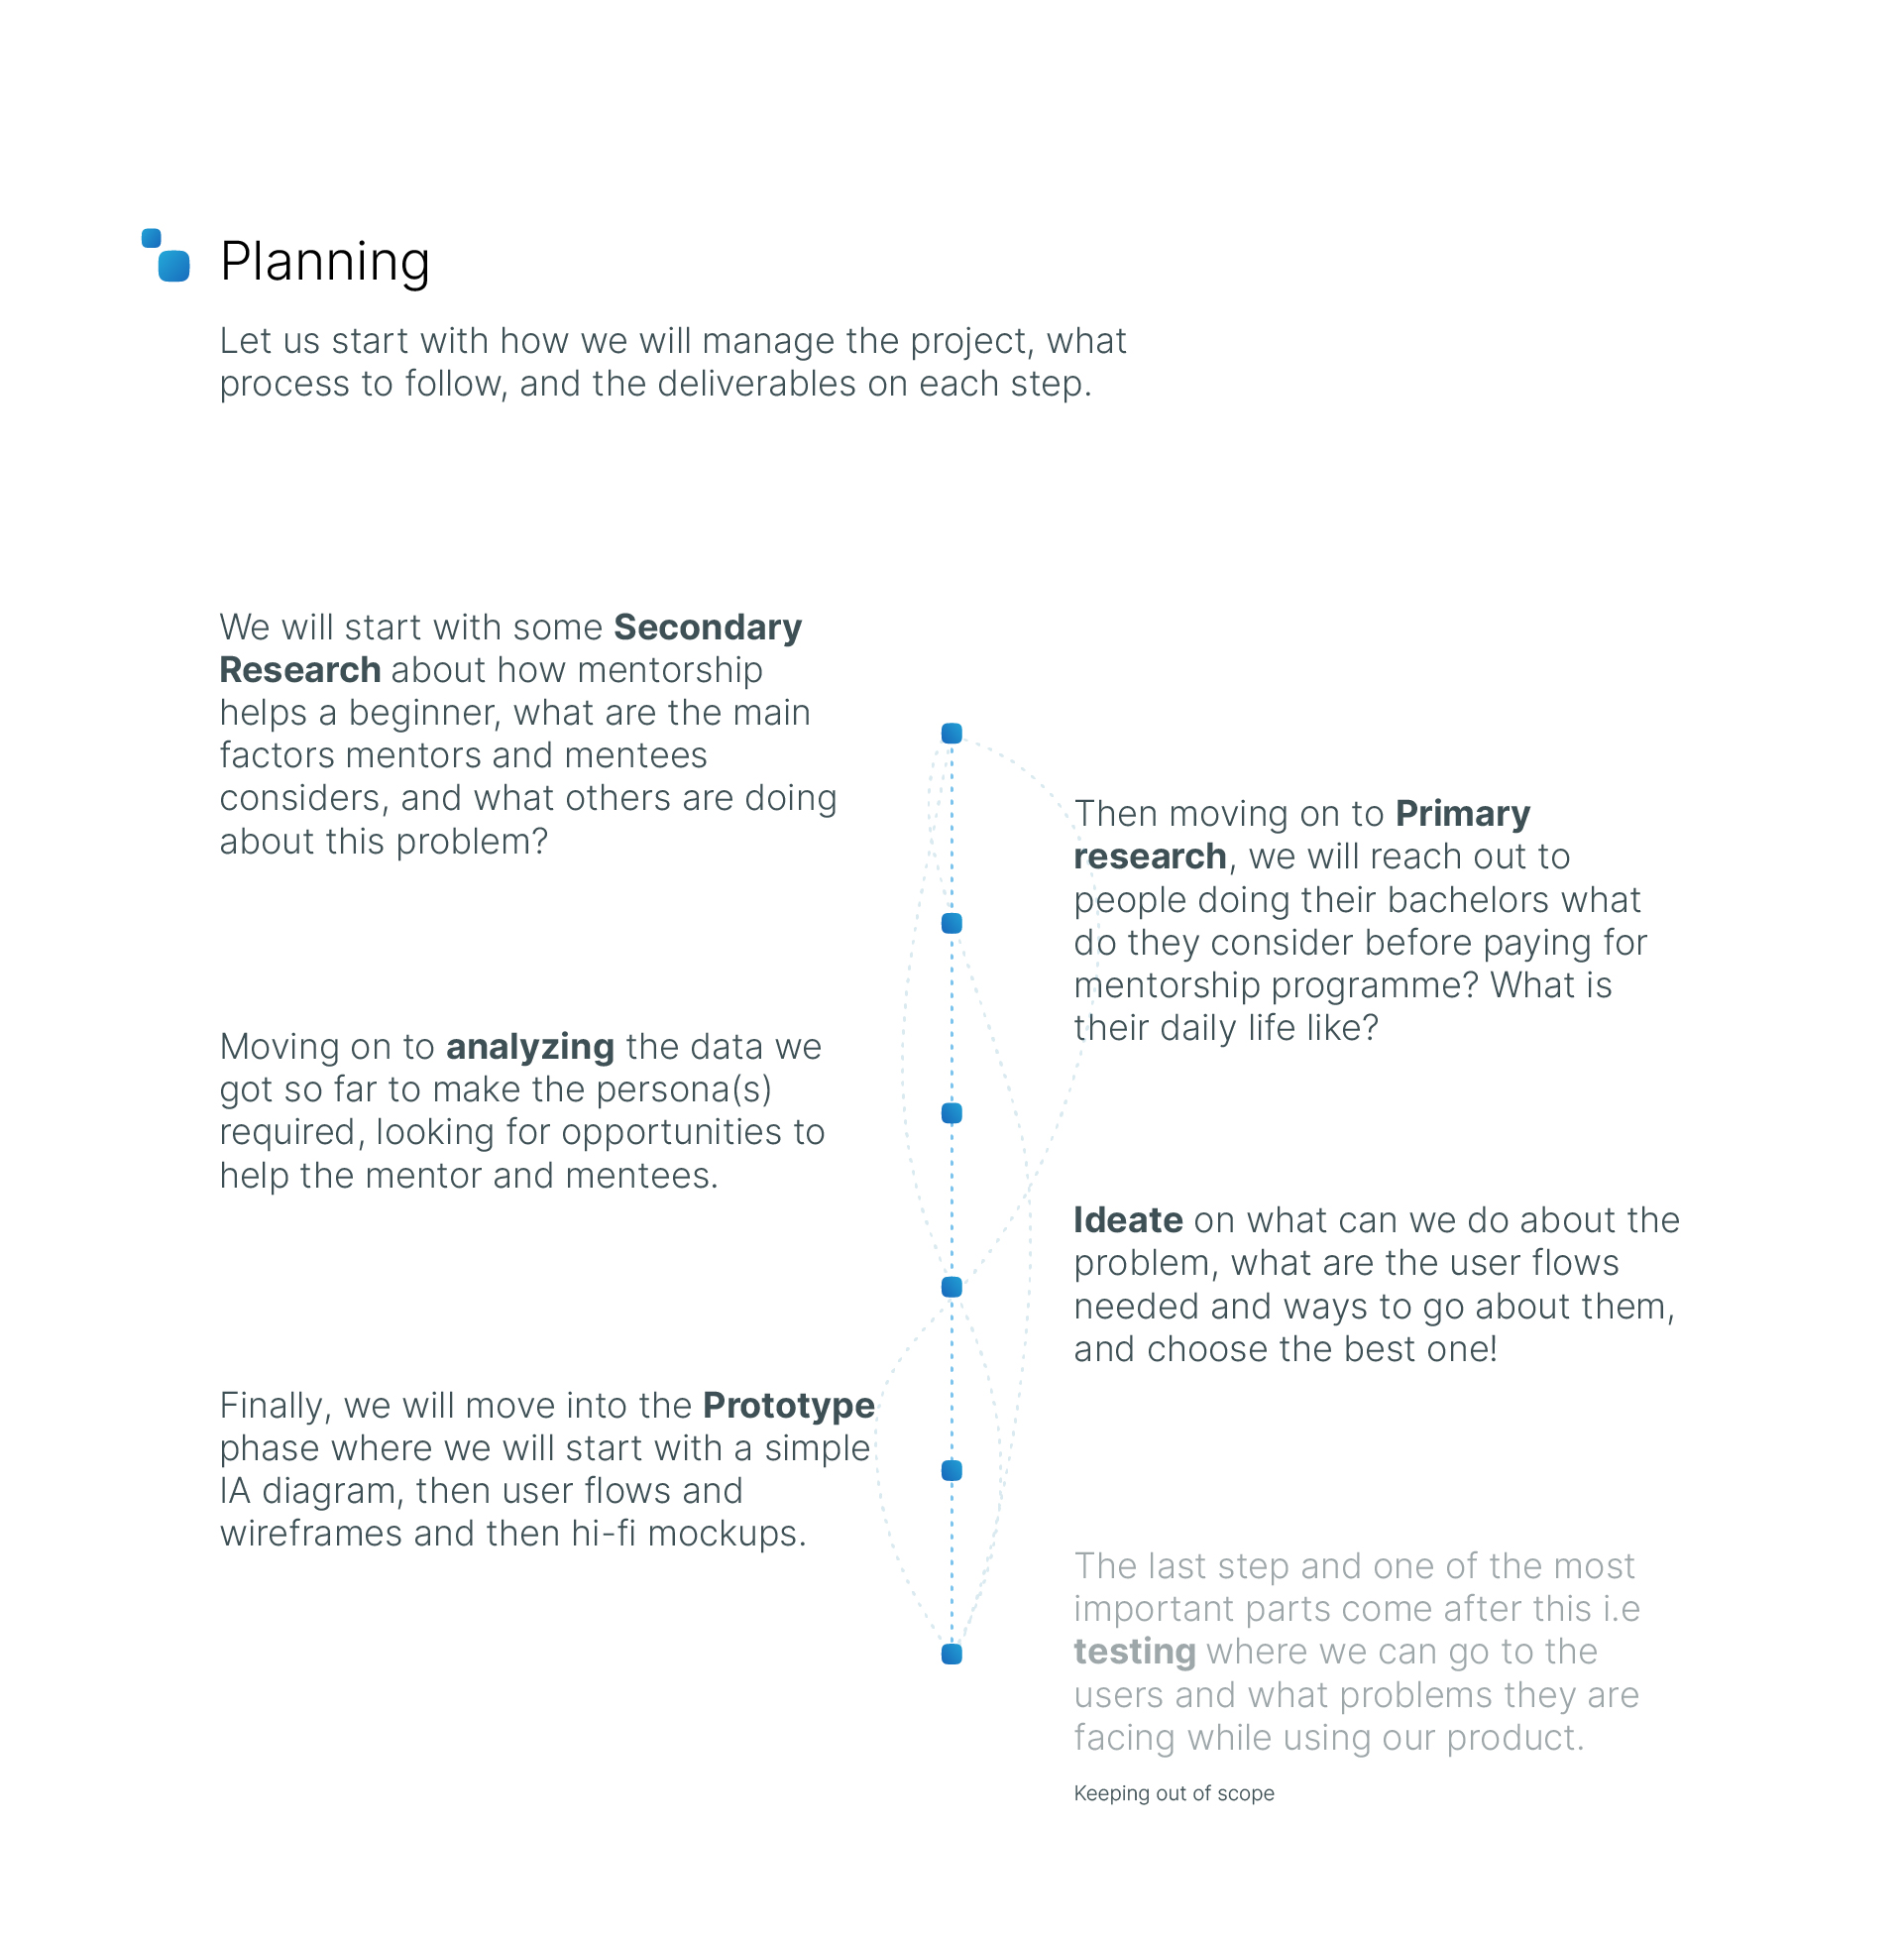 Planning
Let us start with how we will manage the project, what
process to follow, and the deliverables on each step.
We will start with some Secondary
Research about how mentorship
helps a beginner, what are the main
factors mentors and mentees
considers, and what others are doing
about this problem?
Then moving on to Primary
research, we will reach out to
people doing their bachelors what
do they consider before paying for
mentorship programme? What is
their daily life like?
Moving on to analyzing the data we
got so far to make the persona(s)
required, looking for opportunities to
help the mentor and mentees.
Ideate on what can we do about the
problem, what are the user flows
needed and ways to go about them,
and choose the best one!
Finally, we will move into the Prototype
phase where we will start with a simple
IA diagram, then user flows and
wireframes and then hi-fi mockups.
The last step and one of the most
important parts come after this i.e
testing where we can go to the
users and what problems they are
facing while using our product.
Keeping out of scope